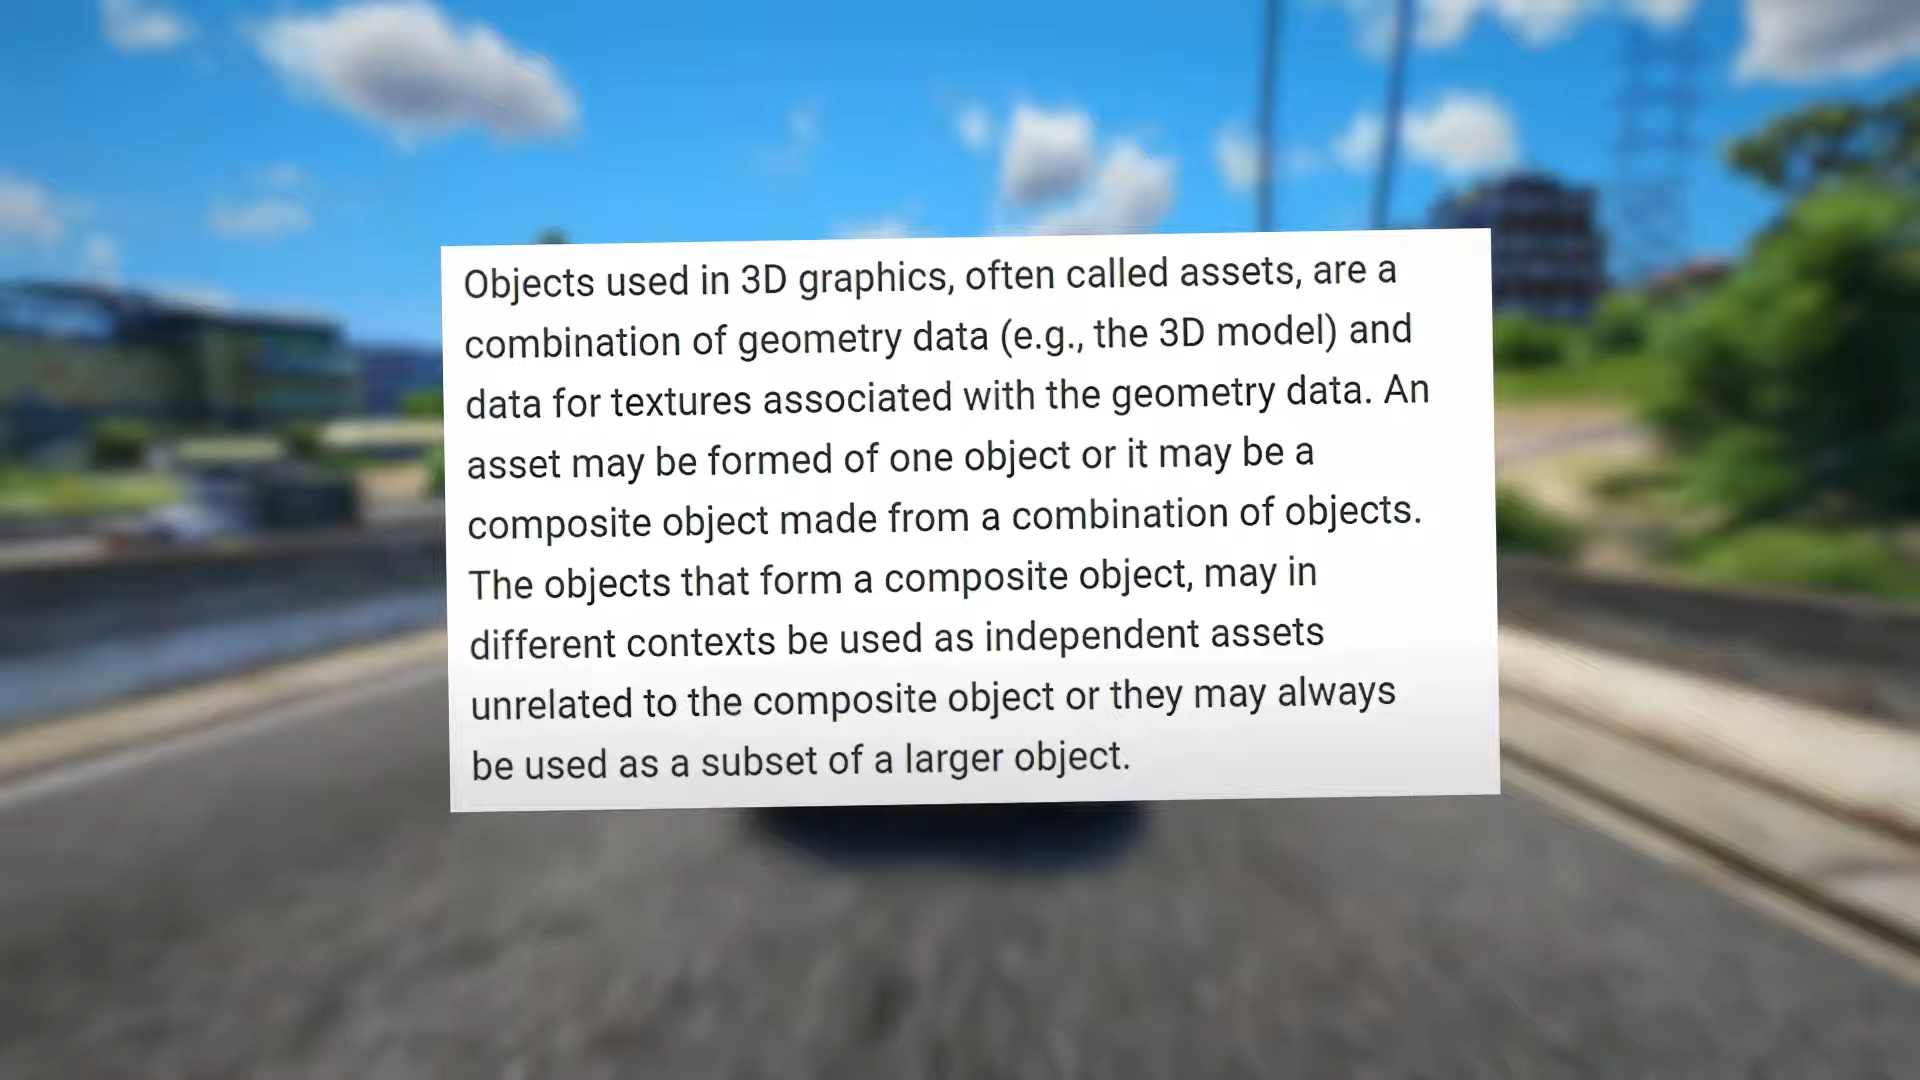 Objects used in 3D graphics, often called assets, are a
combination of geometry data (e.g., the 3D model) and
data for textures associated with the geometry data. An
asset may be formed of one object or it may be a
composite object made from a combination of objects.
The objects that form a composite object, may in
different contexts be used as independent assets
unrelated to the composite object or they may always
be used as a subset of a larger object.